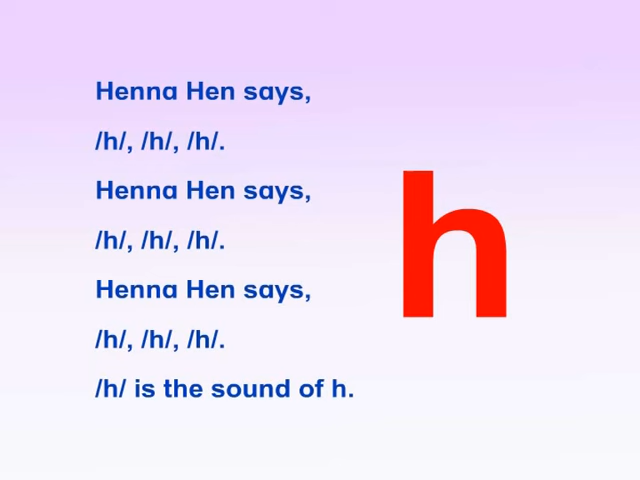 Henna Hen says,
/h/, /h/, /h/.
Henna Hen says,
/h/, /h/, /h/.
Henna Hen says,
/h/, /h/, /h/.
/h/ is the sound of h.
h